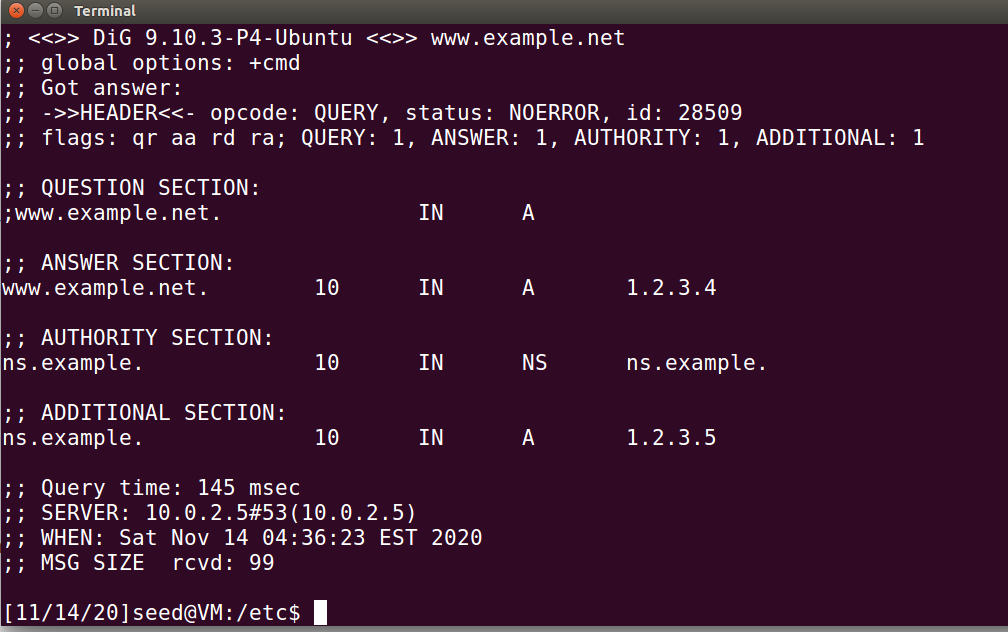 Terminal
; <<>> DiG 9.10.3-P4-Ubuntu <<>> www.example.net
;; global options: +cmd
;; Got answer:
;; ->>HEADER<<- opcode: QUERY, status: NOERROR, id: 28509
;; flags: qr aa rd ra; QUERY: 1, ANSWER: 1, AUTHORITY: 1, ADDITIONAL: 1

;; QUESTION SECTION:
;www.example.net.               IN      A

;; ANSWER SECTION:
www.example.net.        10      IN      A       1.2.3.4

;; AUTHORITY SECTION:
ns.example.             10      IN      NS      ns.example.

;; ADDITIONAL SECTION:
ns.example.             10      IN      A       1.2.3.5

;; Query time: 145 msec
;; SERVER: 10.0.2.5#53(10.0.2.5)
;; WHEN: Sat Nov 14 04:36:23 EST 2020
;; MSG SIZE  rcvd: 99

[11/14/20]seed@VM:/etc$